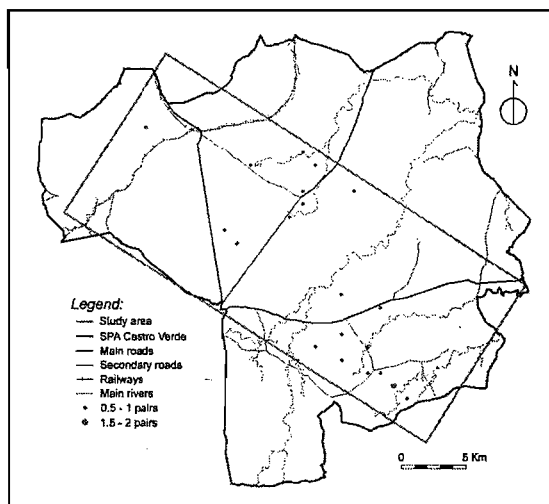 N
Legend:
Study area
SPA Castro Verde
Main roads
Secondary roads
Railways
Main rivers
0.5 - 1 pairs
1.5 - 2 pairs
0 5 Km